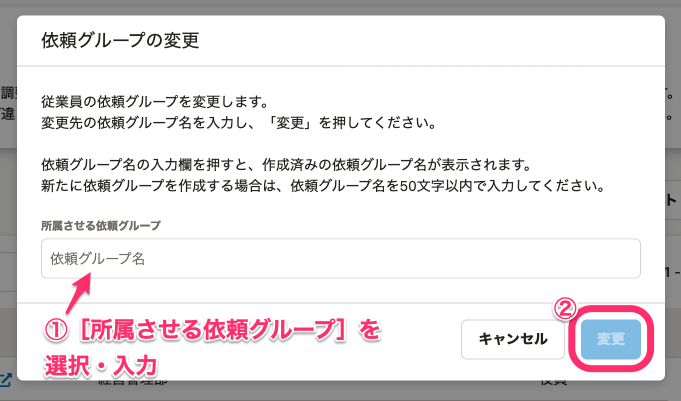 依頼グループの変更
従業員の依頼グループを変更します。
変更先の依頼グループ名を入力し、「変更」を押してください。
依頼グループ名の入力欄を押すと、作成済みの依頼グループ名が表示されます。
新たに依頼グループを作成する場合は、依頼グループ名を50文字以内で入力してください。
所属させる依頼グループ
依頼グループ名
①［所属させる依頼グループ］を
選択・入力
②
キャンセル
変更